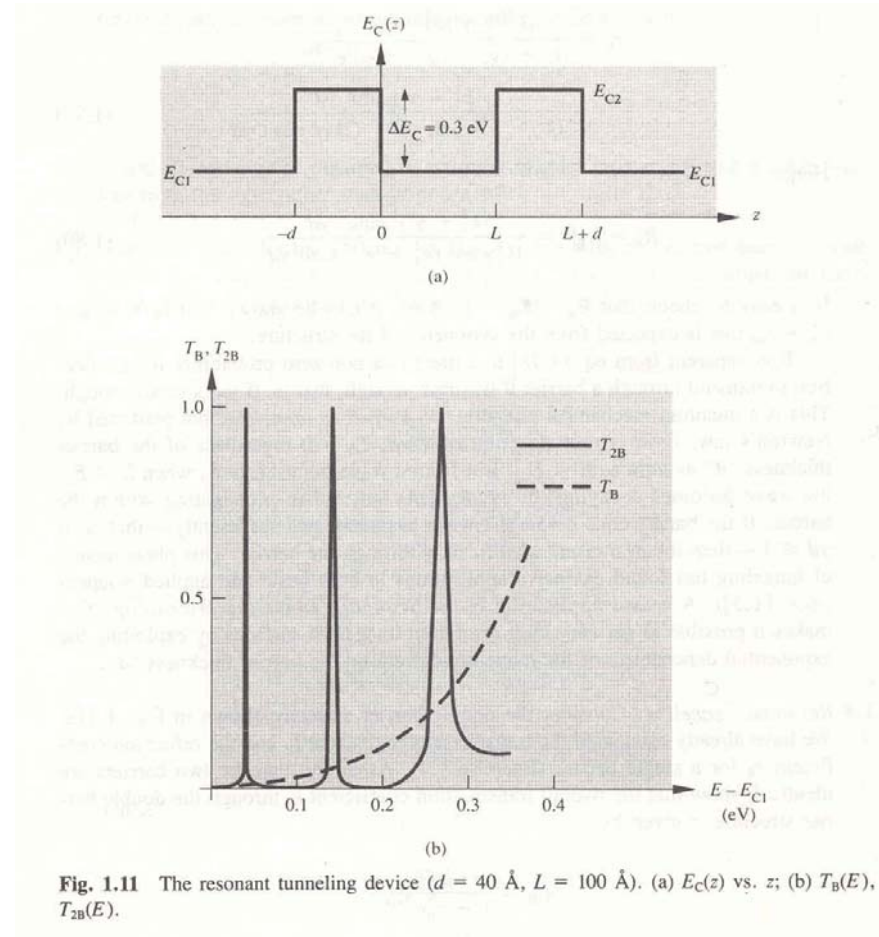 E_C(z)
E_C2
ΔE_C = 0.3 eV
E_C1
E_C1
z
−d
0
L
L + d
(a)
T_B, T_2B
1.0
T_2B
T_B
0.5
0.1
0.2
0.3
0.4
E − E_C1
(eV)
(b)
Fig. 1.11 The resonant tunneling device (d = 40 Å, L = 100 Å). (a) E_C(z) vs. z; (b) T_B(E),
T_2B(E).